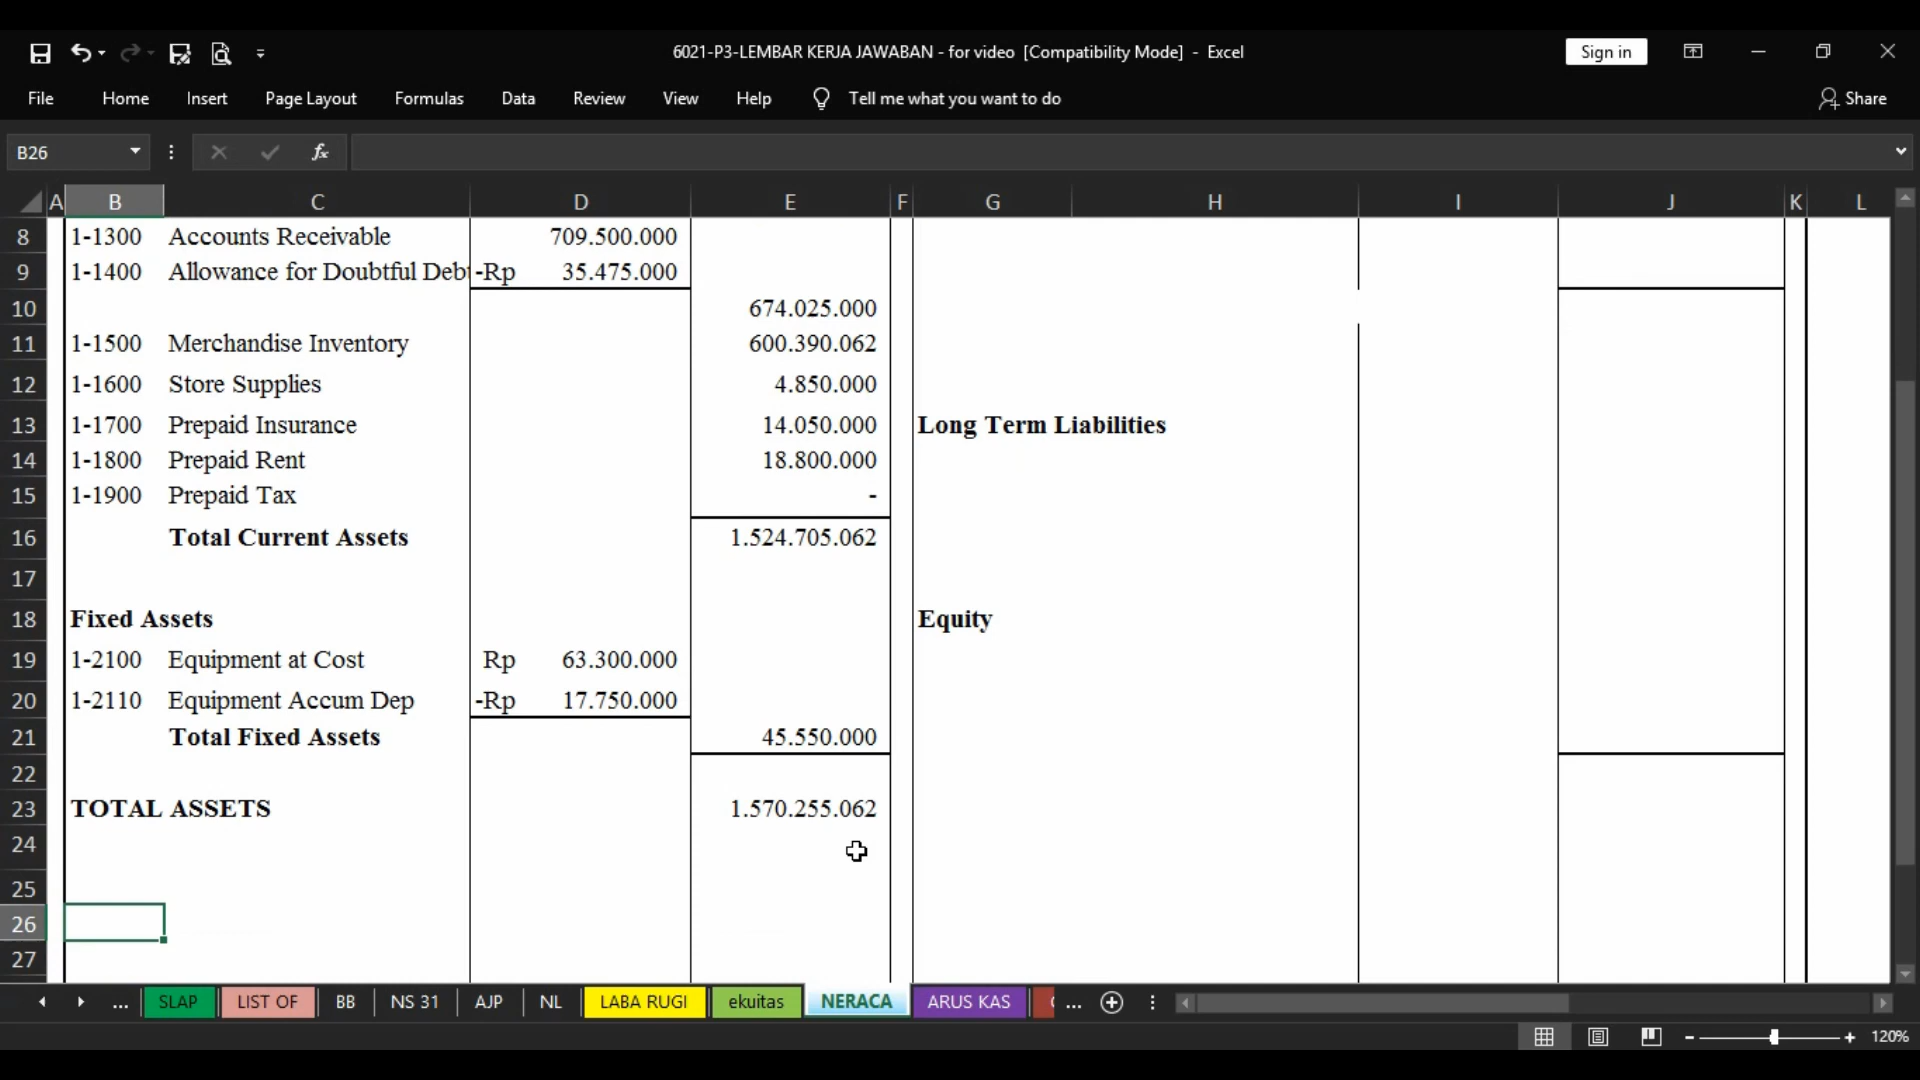 6021-P3-LEMBAR KERJA JAWABAN - for video [Compatibility Mode] - Excel
Sign in
File Home Insert Page Layout Formulas Data Review View Help Tell me what you want to do Share
B26 fx
A B C D E F G H I J K L
8 1-1300 Accounts Receivable 709.500.000
9 1-1400 Allowance for Doubtful Deb -Rp 35.475.000
10 674.025.000
11 1-1500 Merchandise Inventory 600.390.062
12 1-1600 Store Supplies 4.850.000
13 1-1700 Prepaid Insurance 14.050.000 Long Term Liabilities
14 1-1800 Prepaid Rent 18.800.000
15 1-1900 Prepaid Tax -
16 Total Current Assets 1.524.705.062
17
18 Fixed Assets Equity
19 1-2100 Equipment at Cost Rp 63.300.000
20 1-2110 Equipment Accum Dep -Rp 17.750.000
21 Total Fixed Assets 45.550.000
22
23 TOTAL ASSETS 1.570.255.062
24
25
26
27
... SLAP LIST OF BB NS 31 AJP NL LABA RUGI ekuitas NERACA ARUS KAS ...
120%